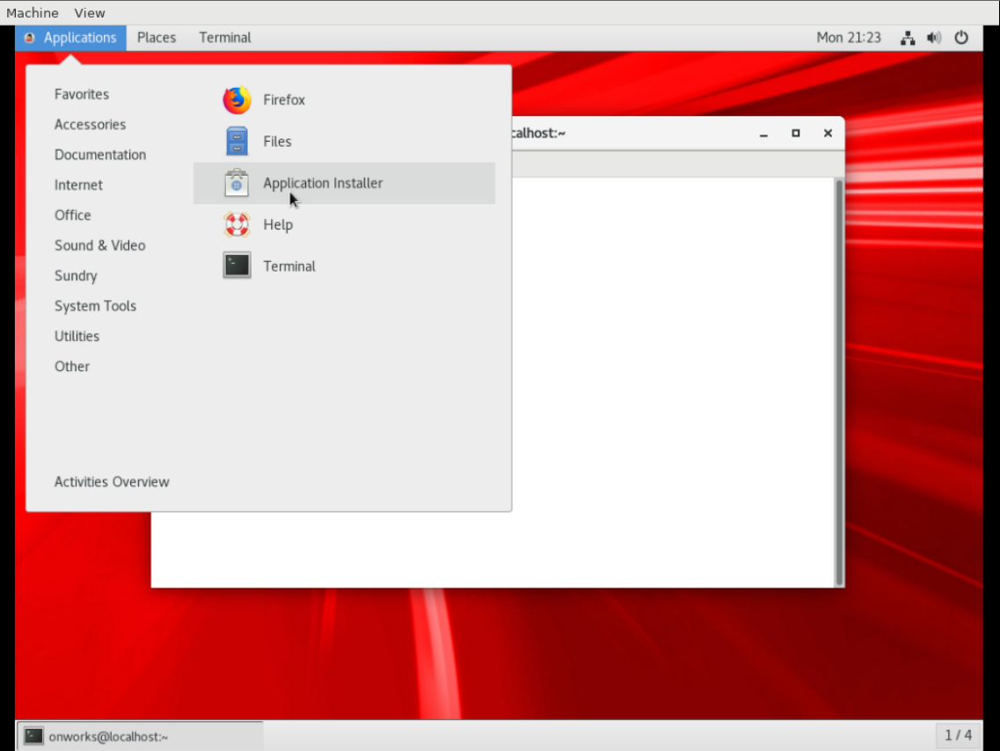 Machine View
Applications Places Terminal Mon 21:23
Favorites
Accessories
Documentation
Internet
Office
Sound & Video
Sundry
System Tools
Utilities
Other
Activities Overview
Firefox
Files
Application Installer
Help
Terminal
calhost:~
onworks@localhost:~
1 / 4